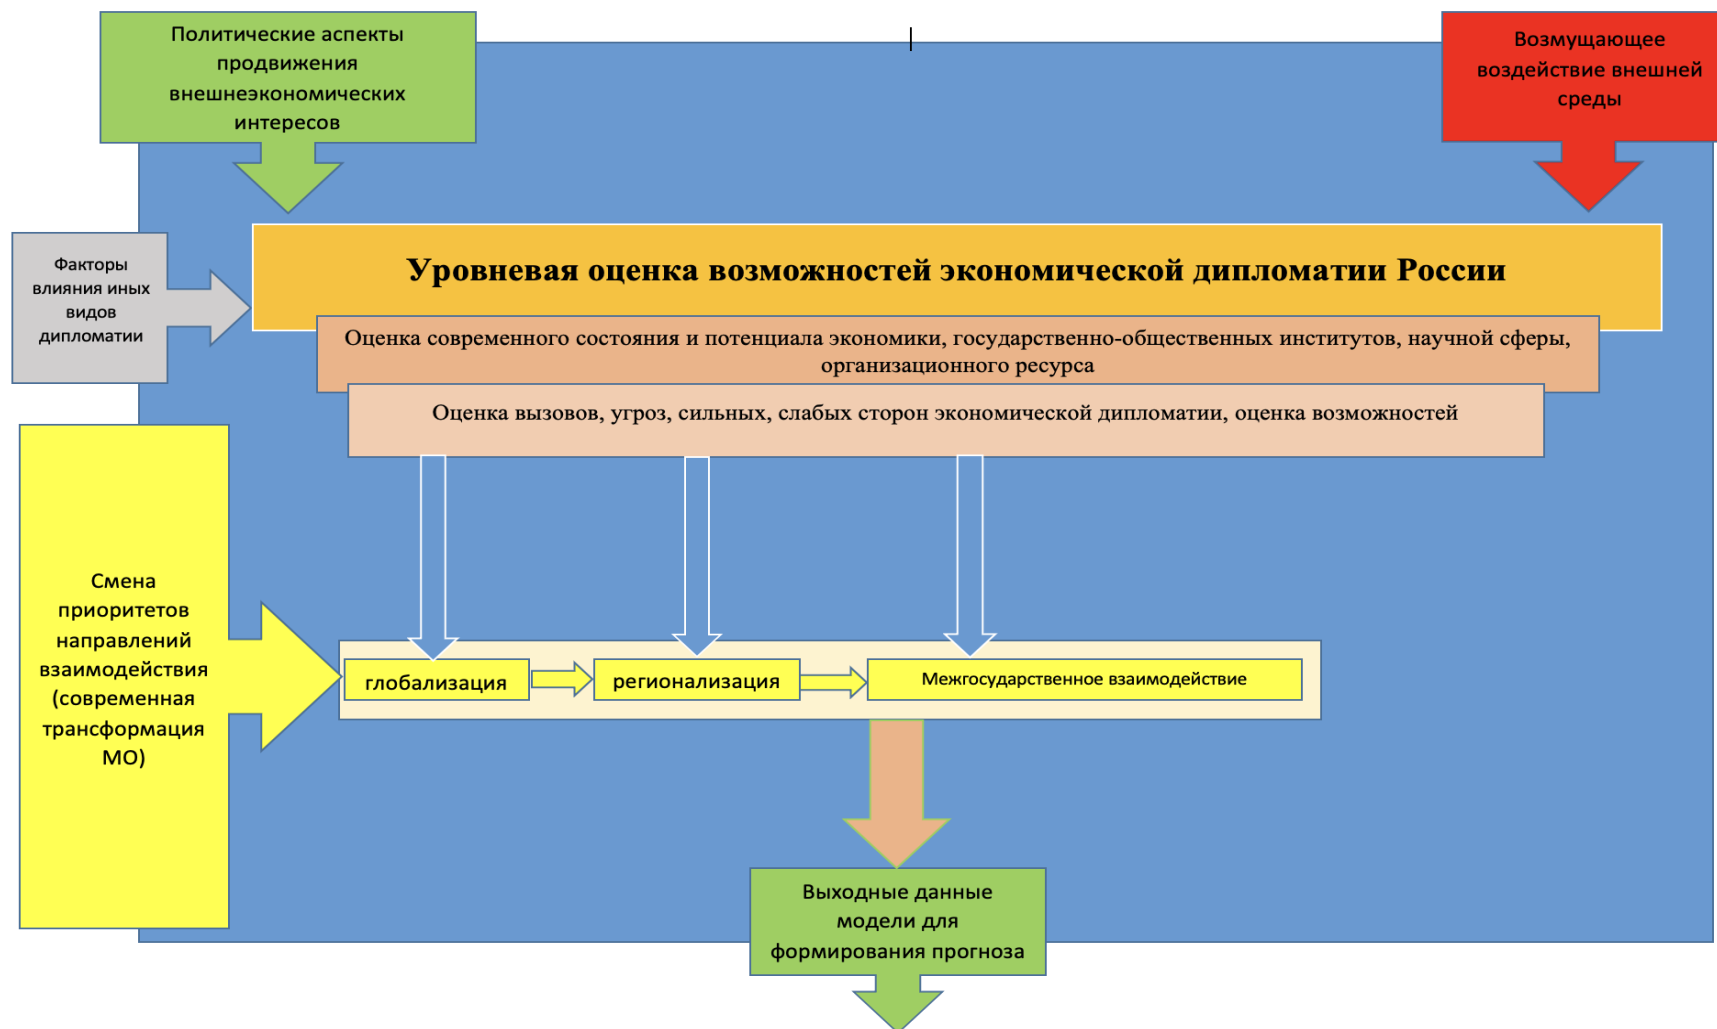 Политические аспекты
продвижения
внешнеэкономических
интересов
Возмущающее
воздействие внешней
среды
Факторы
влияния иных
видов
дипломатии
Уровневая оценка возможностей экономической дипломатии России
Оценка современного состояния и потенциала экономики, государственно-общественных институтов, научной сферы,
организационного ресурса
Оценка вызовов, угроз, сильных, слабых сторон экономической дипломатии, оценка возможностей
Смена
приоритетов
направлений
взаимодействия
(современная
трансформация
МО)
глобализация
регионализация
Межгосударственное взаимодействие
Выходные данные
модели для
формирования прогноза